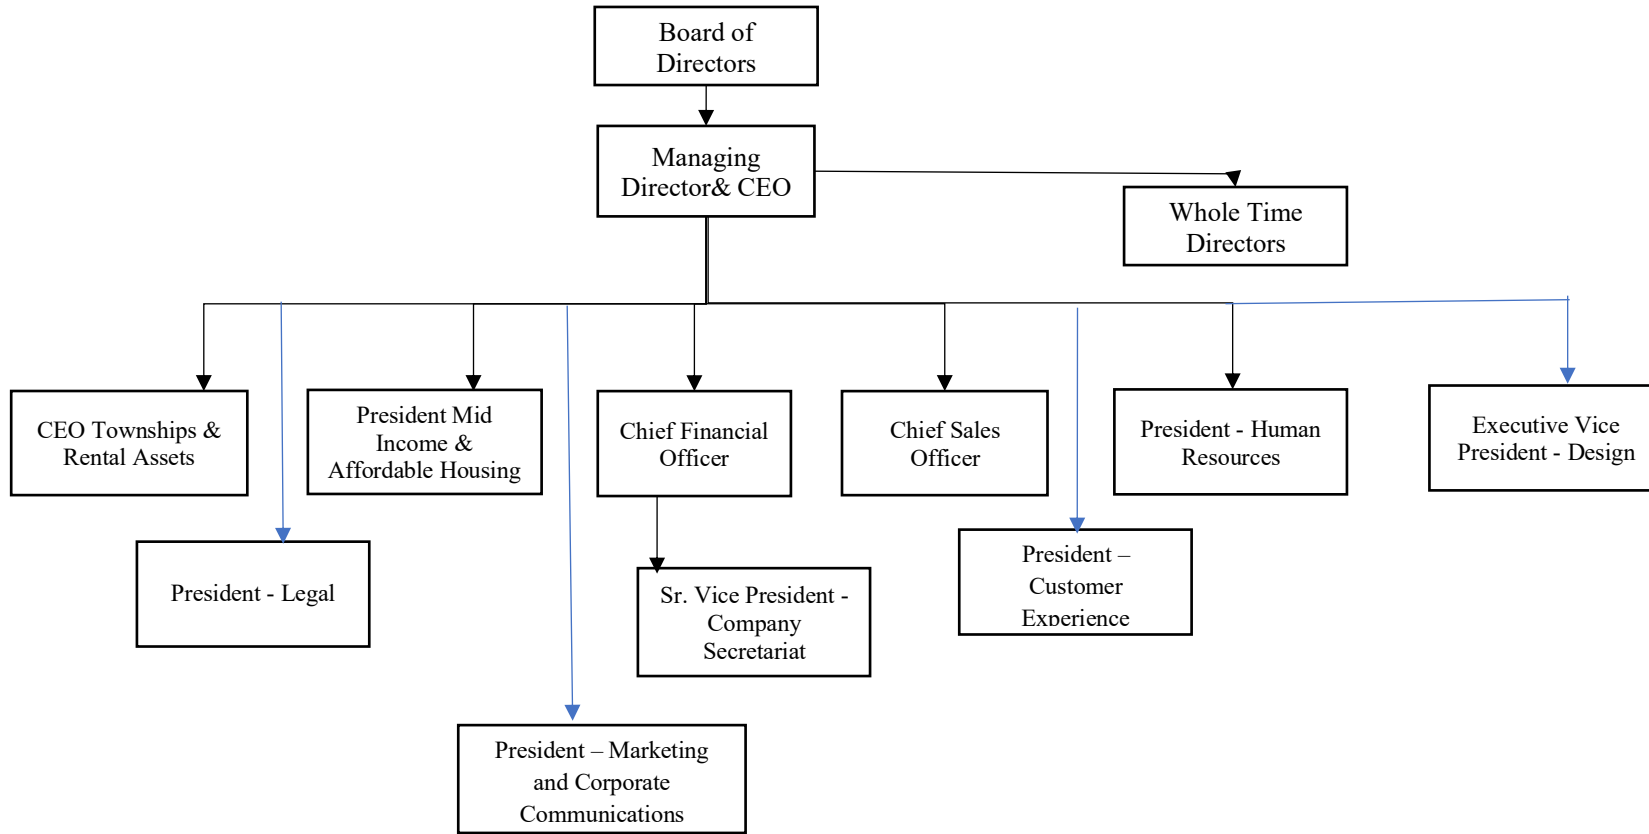 Board of
Directors
Managing
Director& CEO
Whole Time
Directors
CEO Townships &
Rental Assets
President Mid
Income &
Affordable Housing
Chief Financial
Officer
Chief Sales
Officer
President - Human
Resources
Executive Vice
President - Design
President - Legal
Sr. Vice President -
Company
Secretariat
President –
Customer
Experience
President – Marketing
and Corporate
Communications